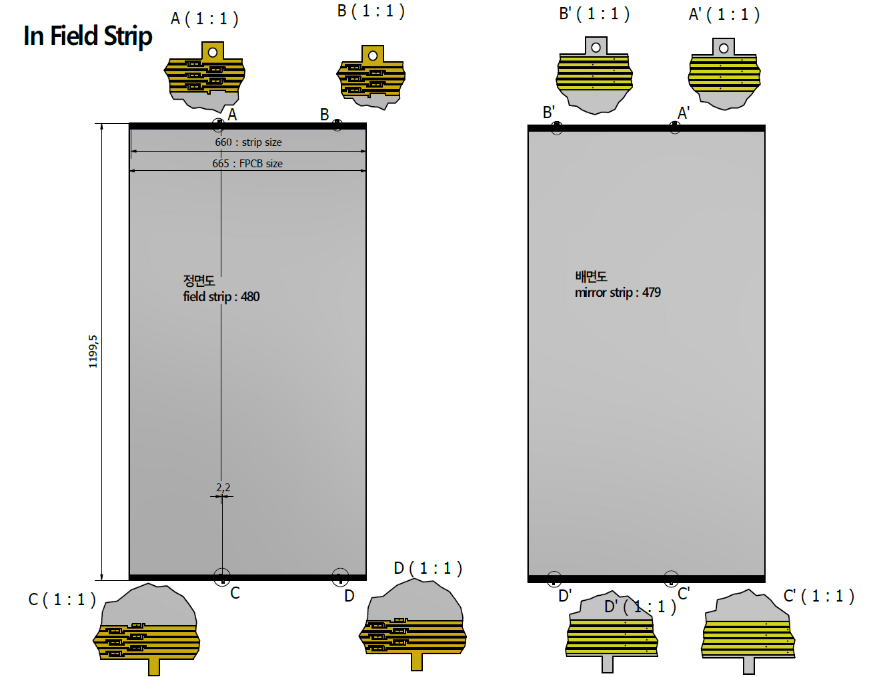 In Field Strip
A ( 1 : 1 )
B ( 1 : 1 )
B' ( 1 : 1 )
A' ( 1 : 1 )
A
B
B'
A'
660 : strip size
665 : FPCB size
정면도
field strip : 480
배면도
mirror strip : 479
1199,5
2,2
C
D
D'
C'
C ( 1 : 1 )
D ( 1 : 1 )
D' ( 1 : 1 )
C' ( 1 : 1 )